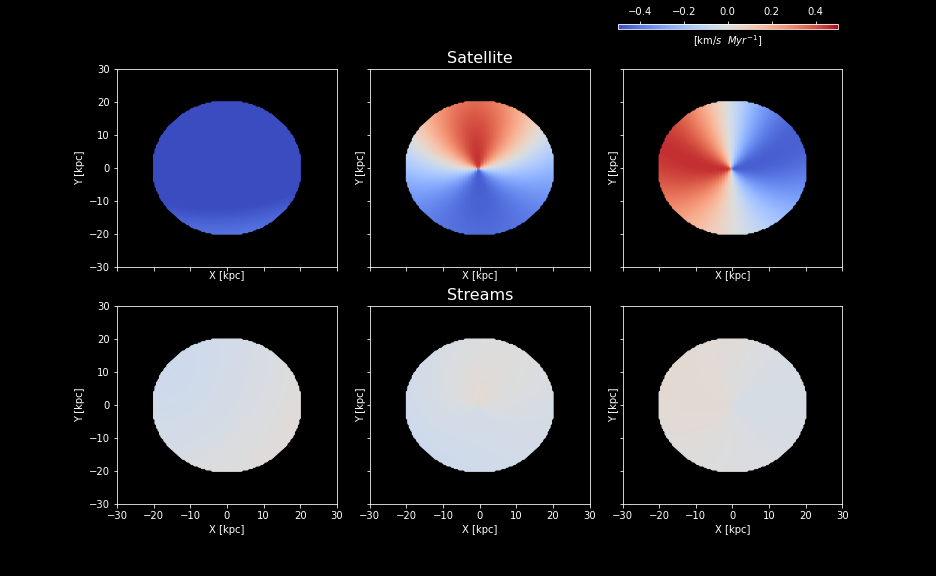 −0.4 −0.2 0.0 0.2 0.4
[km/s Myr⁻¹]
Satellite
30
20
10
0
−10
−20
−30
Y [kpc]
Y [kpc]
Y [kpc]
X [kpc] X [kpc] X [kpc]
Streams
30
20
10
0
−10
−20
−30
Y [kpc]
Y [kpc]
Y [kpc]
−30 −20 −10 0 10 20 30 −30 −20 −10 0 10 20 30 −30 −20 −10 0 10 20 30
X [kpc] X [kpc] X [kpc]